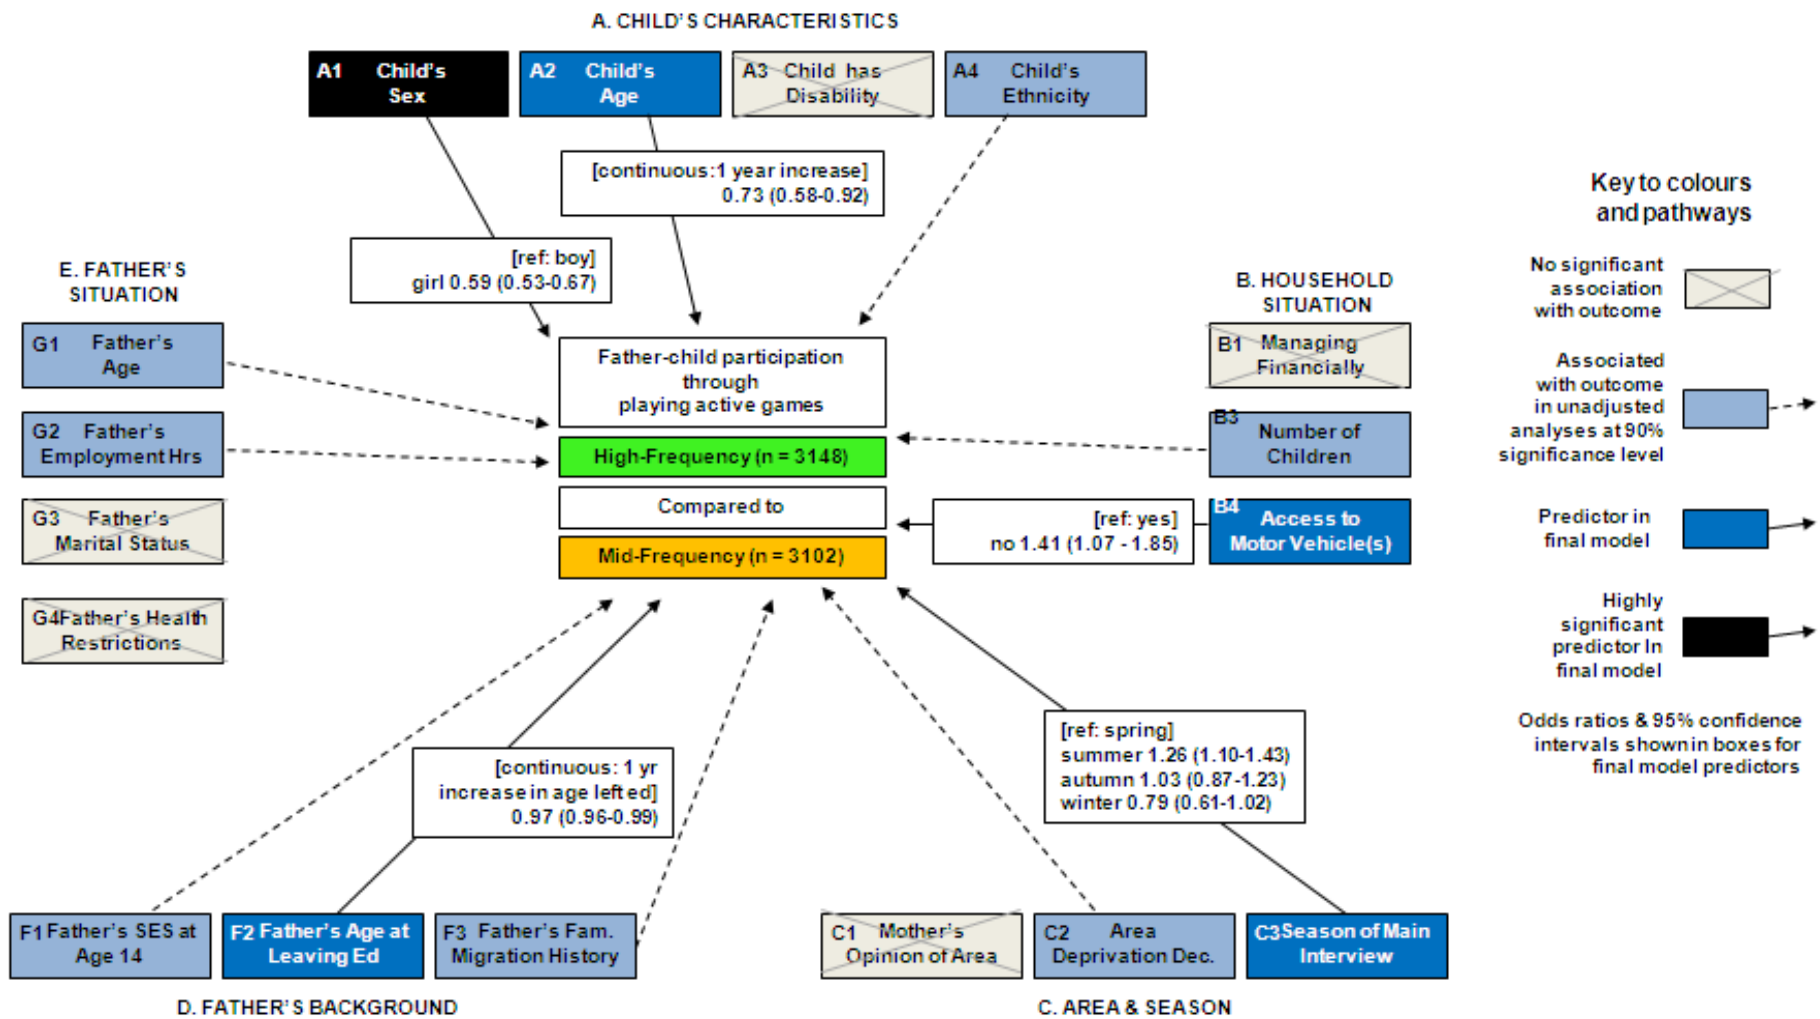 A. CHILD'S CHARACTERISTICS
A1 Child's
Sex
A2 Child's
Age
A3 Child has
Disability
A4 Child's
Ethnicity
[continuous:1 year increase]
0.73 (0.58-0.92)
[ref: boy]
girl 0.59 (0.53-0.67)
E. FATHER'S
SITUATION
G1 Father's
Age
G2 Father's
Employment Hrs
G3 Father's
Marital Status
G4Father's Health
Restrictions
Father-child participation
through
playing active games
High-Frequency (n = 3148)
Compared to
Mid-Frequency (n = 3102)
B. HOUSEHOLD
SITUATION
B1 Managing
Financially
B3
Number of
Children
B4
Access to
Motor Vehicle(s)
[ref: yes]
no 1.41 (1.07 - 1.85)
[continuous: 1 yr
increase in age left ed]
0.97 (0.96-0.99)
[ref: spring]
summer 1.26 (1.10-1.43)
autumn 1.03 (0.87-1.23)
winter 0.79 (0.61-1.02)
F1 Father's SES at
Age 14
F2 Father's Age at
Leaving Ed
F3 Father's Fam.
Migration History
D. FATHER'S BACKGROUND
C1 Mother's
Opinion of Area
C2 Area
Deprivation Dec.
C3Season of Main
Interview
C. AREA & SEASON
Key to colours
and pathways
No significant
association
with outcome
Associated
with outcome
in unadjusted
analyses at 90%
significance level
Predictor in
final model
Highly
significant
predictor In
final model
Odds ratios & 95% confidence
intervals shown in boxes for
final model predictors